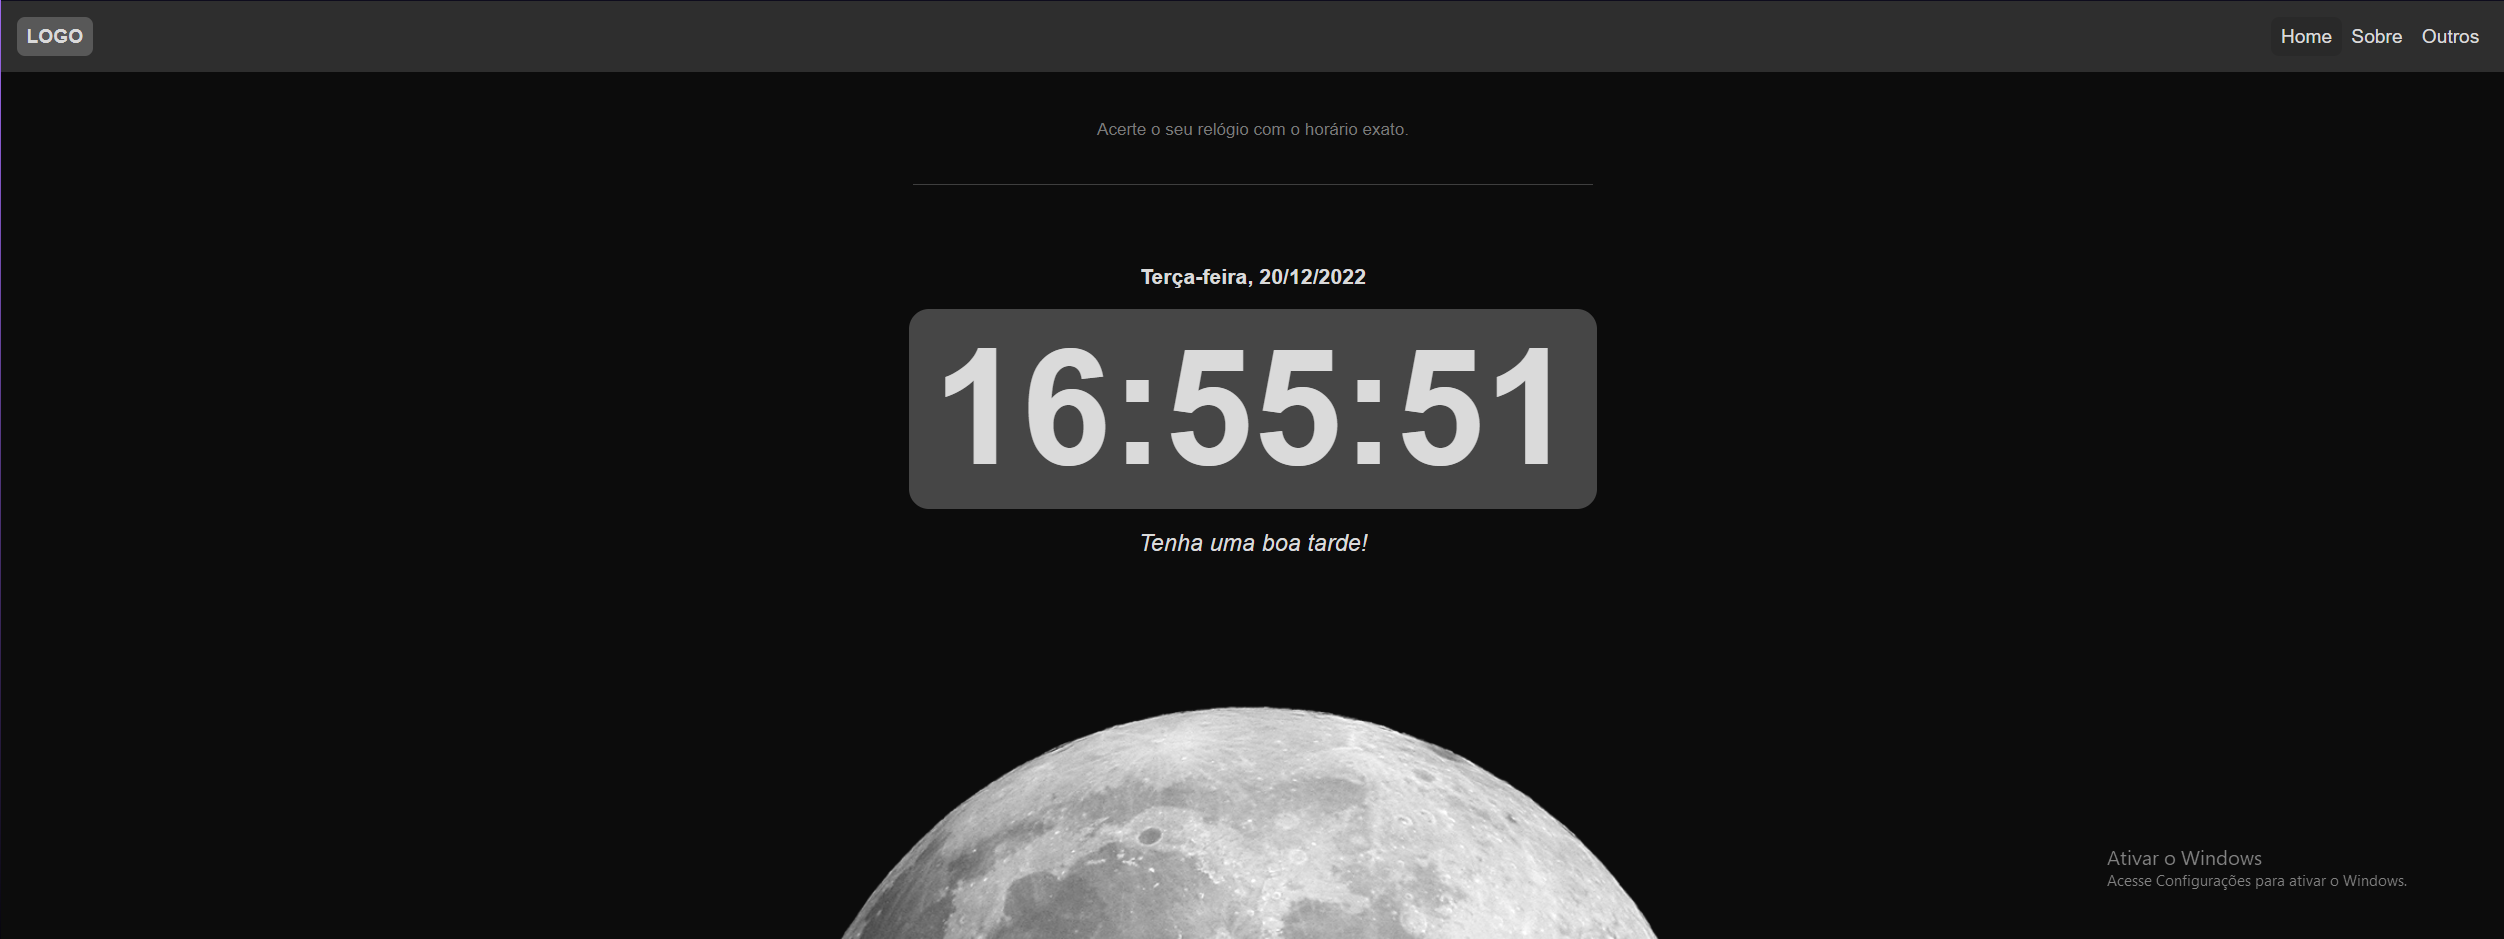 LOGO
Home Sobre Outros
Acerte o seu relógio com o horário exato.
Terça-feira, 20/12/2022
16:55:51
Tenha uma boa tarde!
Ativar o Windows
Acesse Configurações para ativar o Windows.